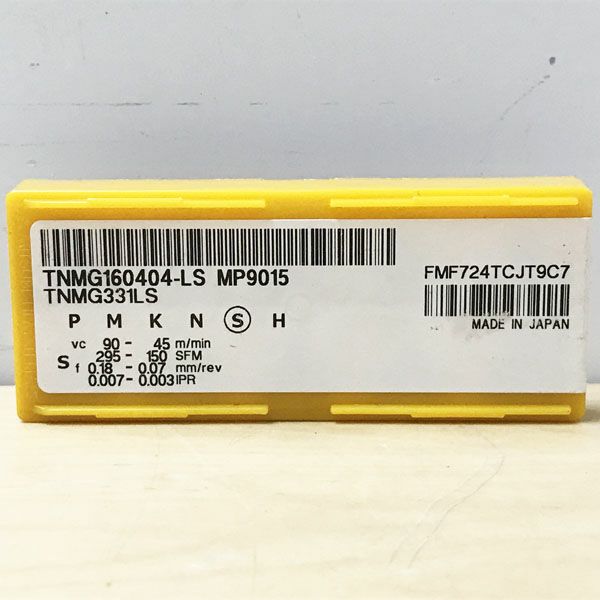 TNMG160404-LS MP9015
TNMG331LS
FMF724TCJT9C7
MADE IN JAPAN
P M K N S H
S
vc 90 - 45 m/min
295 - 150 SFM
f 0.18 - 0.07 mm/rev
0.007 - 0.003 IPR